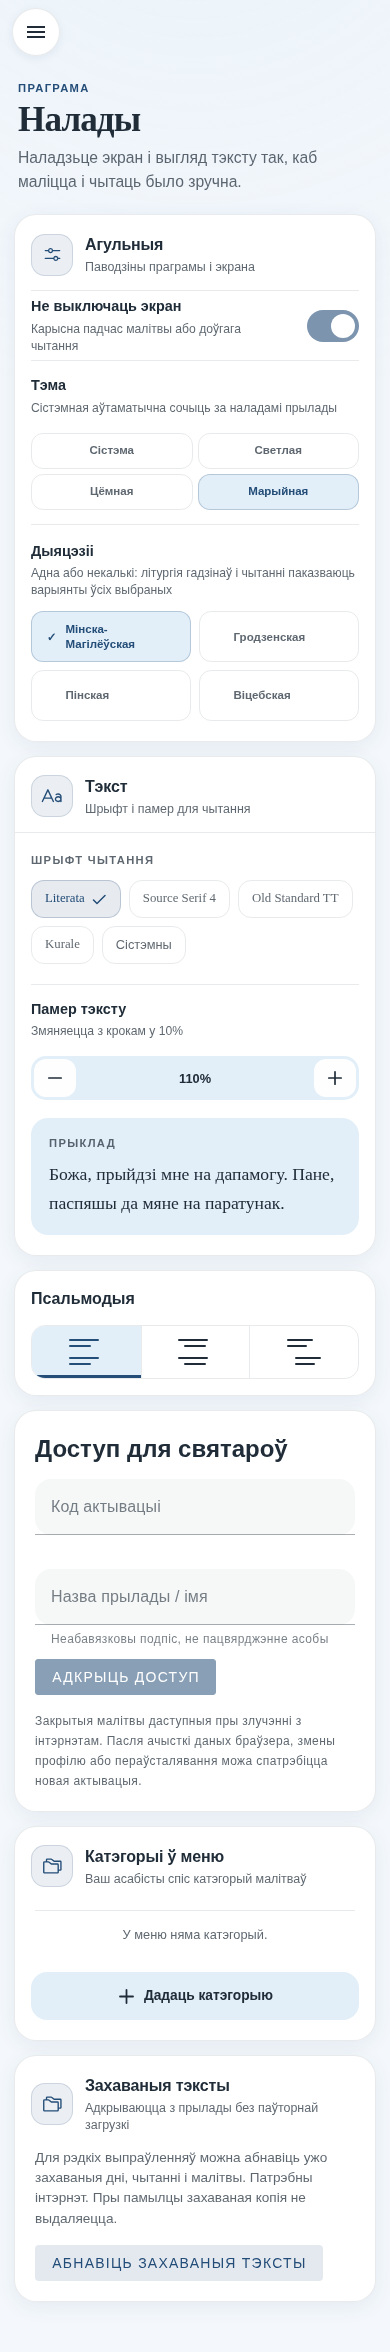 ПРАГРАМА
Налады
Наладзьце экран і выгляд тэксту так, каб
маліцца і чытаць было зручна.
Агульныя
Паводзіны праграмы і экрана
Не выключаць экран
Карысна падчас малітвы або доўгага
чытання
Тэма
Сістэмная аўтаматычна сочыць за наладамі прылады
Сістэма
Светлая
Цёмная
Марыйная
Дыяцэзіі
Адна або некалькі: літургія гадзінаў і чытанні паказваюць
варыянты ўсіх выбраных
✓ Мінска-
Магілёўская
Гродзенская
Пінская
Віцебская
Тэкст
Шрыфт і памер для чытання
ШРЫФТ ЧЫТАННЯ
Literata
Source Serif 4
Old Standard TT
Kurale
Сістэмны
Памер тэксту
Змяняецца з крокам у 10%
110%
ПРЫКЛАД
Божа, прыйдзі мне на дапамогу. Пане,
паспяшы да мяне на паратунак.
Псальмодыя
Доступ для святароў
Код актывацыі
Назва прылады / імя
Неабавязковы подпіс, не пацвярджэнне асобы
АДКРЫЦЬ ДОСТУП
Закрытыя малітвы даступныя пры злучэнні з
інтэрнэтам. Пасля ачысткі даных браўзера, змены
профілю або пераўсталявання можа спатрэбіцца
новая актывацыя.
Катэгорыі ў меню
Ваш асабісты спіс катэгорый малітваў
У меню няма катэгорый.
Дадаць катэгорыю
Захаваныя тэксты
Адкрываюцца з прылады без паўторнай
загрузкі
Для рэдкіх выпраўленняў можна абнавіць ужо
захаваныя дні, чытанні і малітвы. Патрэбны
інтэрнэт. Пры памылцы захаваная копія не
выдаляецца.
АБНАВІЦЬ ЗАХАВАНЫЯ ТЭКСТЫ